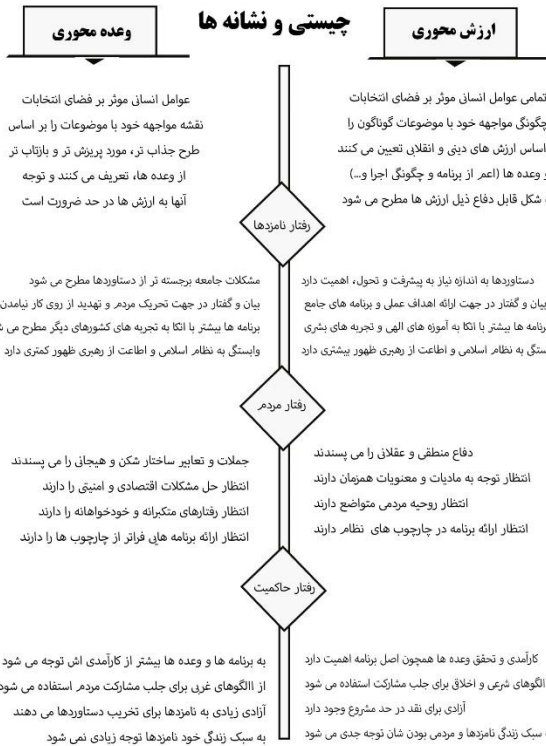 چیستی و نشانه ها
ارزش محوری
وعده محوری
تمامی عوامل انسانی موثر بر فضای انتخابات
چگونگی مواجهه خود با موضوعات گوناگون را
اساس ارزش های دینی و انقلابی تعیین می کنند
و وعده ها (اعم از برنامه و چگونگی اجرا و...)
شکل قابل دفاع ذیل ارزش ها مطرح می شود
عوامل انسانی موثر بر فضای انتخابات
نقشه مواجهه خود با موضوعات را بر اساس
طرح جذاب تر، مورد پریزش تر و بازتاب تر
از وعده ها، تعریف می کنند و توجه
آنها به ارزش ها در حد ضرورت است
رفتار نامزدها
دستاوردها به اندازه نیاز به پیشرفت و تحول، اهمیت دارد
بیان و گفتار در جهت ارائه اهداف عملی و برنامه های جامع
برنامه ها بیشتر با اتکا به آموزه های الهی و تجربه های بشری
بستگی به نظام اسلامی و اطاعت از رهبری ظهور بیشتری دارد
مشکلات جامعه برجسته تر از دستاوردها مطرح می شود
بیان و گفتار در جهت تحریک مردم و تهدید از روی کار نیامدن
برنامه ها بیشتر با اتکا به تجربه های کشورهای دیگر مطرح می
وابستگی به نظام اسلامی و اطاعت از رهبری ظهور کمتری دارد
رفتار مردم
دفاع منطقی و عقلانی را می پسندند
انتظار توجه به مادیات و معنویات همزمان دارند
انتظار روحیه مردمی متواضع دارند
انتظار ارائه برنامه در چارچوب های نظام دارند
جملات و تعابیر ساختار شکن و هیجانی را می پسندند
انتظار حل مشکلات اقتصادی و امنیتی را دارند
انتظار رفتارهای متکبرانه و خودخواهانه را دارند
انتظار ارائه برنامه هایی فراتر از چارچوب ها را دارند
رفتار حاکمیت
کارآمدی و تحقق وعده ها همچون اصل برنامه اهمیت دارد
الگوهای شرعی و اخلاقی برای جلب مشارکت استفاده می شود
آزادی برای نقد در حد مشروع وجود دارد
سبک زندگی نامزدها و مردمی بودن شان توجه جدی می شود
به برنامه ها و وعده ها بیشتر از کارآمدی اش توجه می شود
از االگوهای غربی برای جلب مشارکت مردم استفاده می شود
آزادی زیادی به نامزدها برای تخریب دستاوردها می دهند
به سبک زندگی خود نامزدها توجه زیادی نمی شود